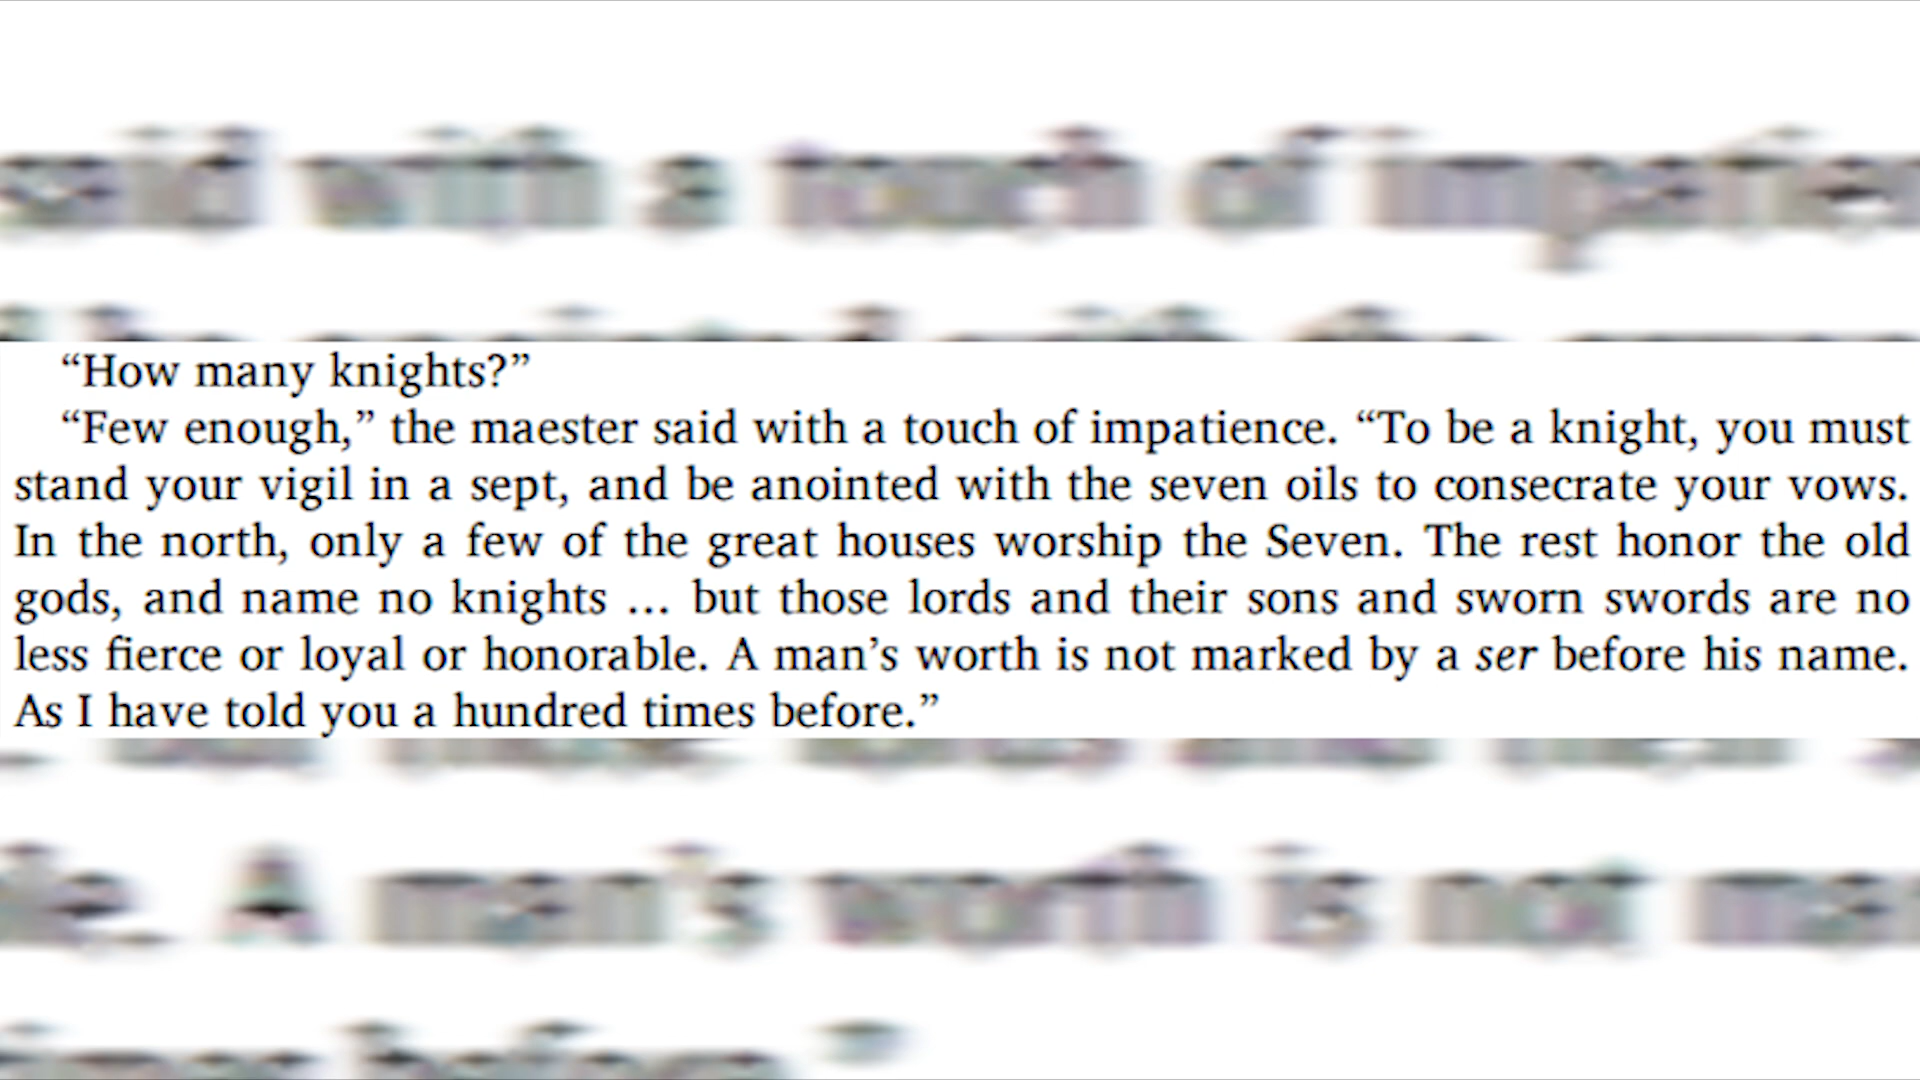 “How many knights?”
“Few enough,” the maester said with a touch of impatience. “To be a knight, you must
stand your vigil in a sept, and be anointed with the seven oils to consecrate your vows.
In the north, only a few of the great houses worship the Seven. The rest honor the old
gods, and name no knights ... but those lords and their sons and sworn swords are no
less fierce or loyal or honorable. A man’s worth is not marked by a ser before his name.
As I have told you a hundred times before.”